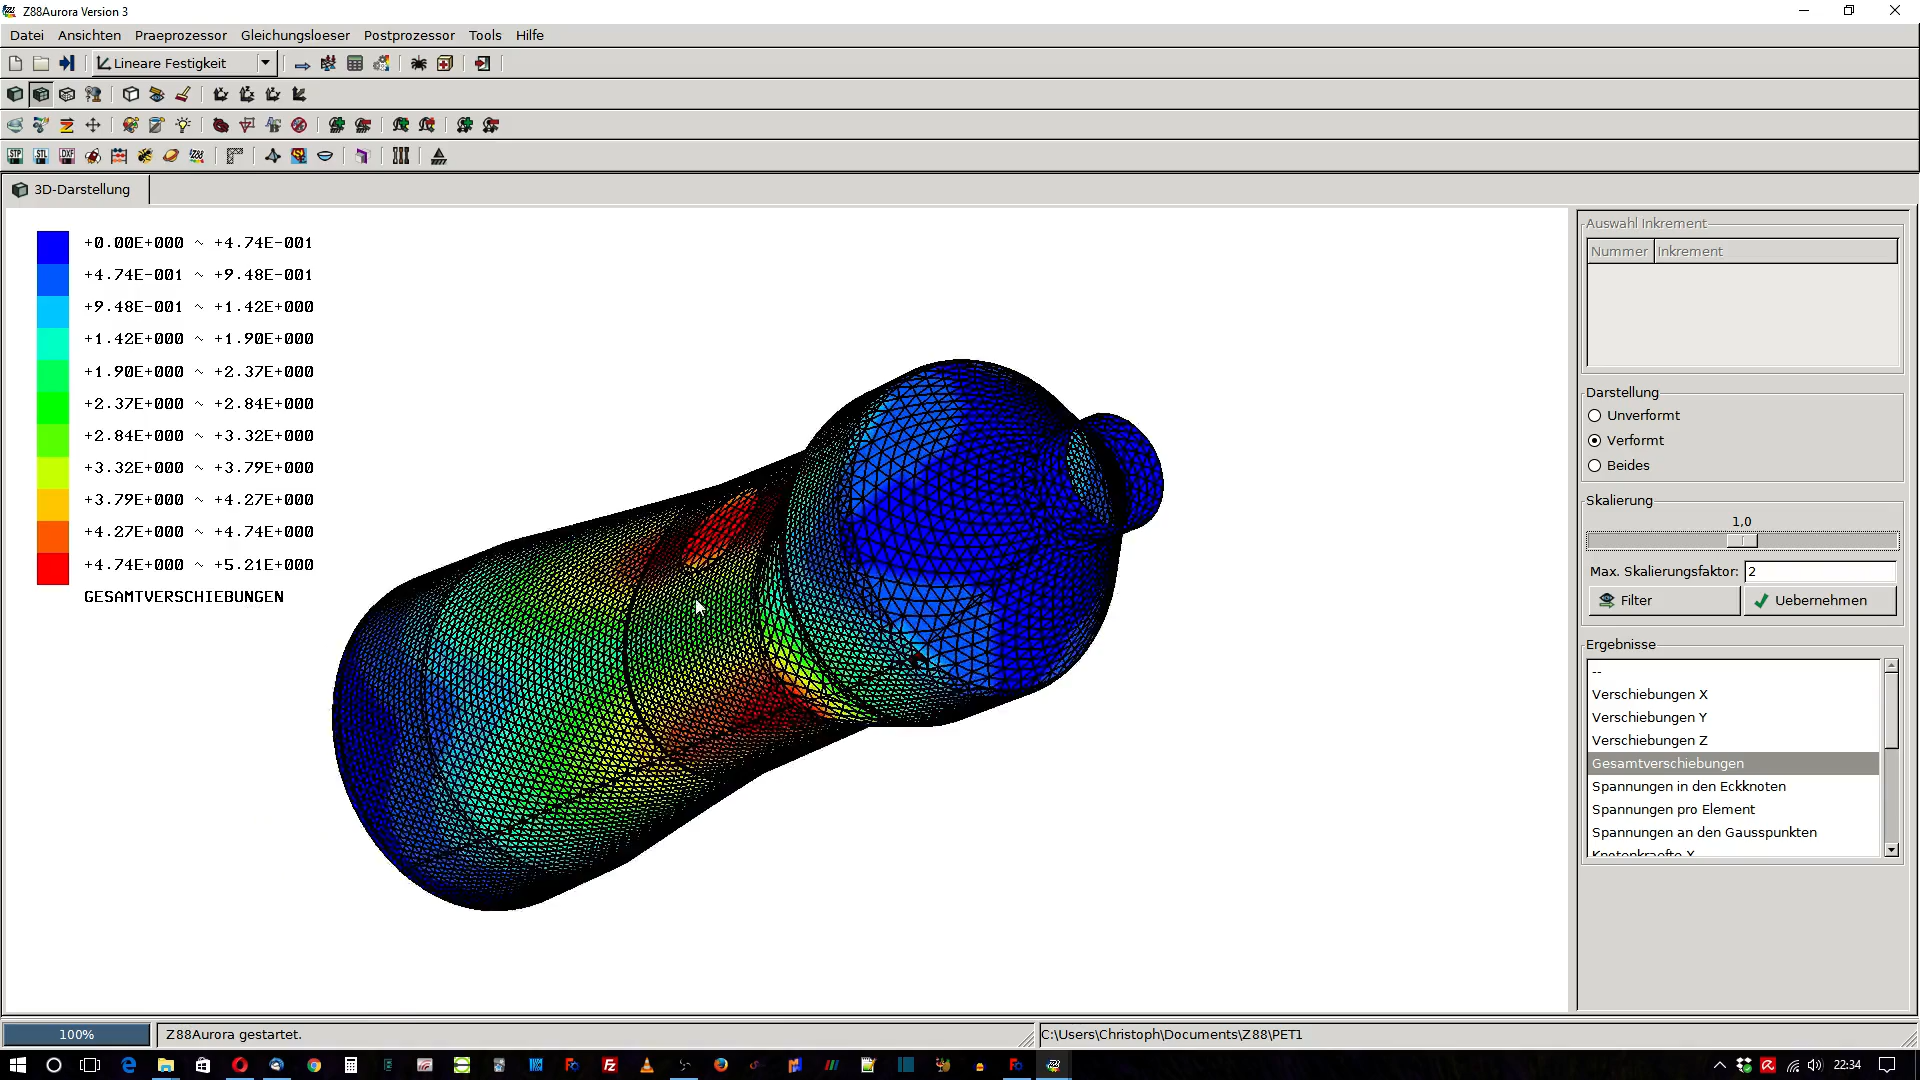 Z88Aurora Version 3
Datei Ansichten Praeprozessor Gleichungsloeser Postprozessor Tools Hilfe
Lineare Festigkeit
3D-Darstellung
+0.00E+000 ~ +4.74E-001
+4.74E-001 ~ +9.48E-001
+9.48E-001 ~ +1.42E+000
+1.42E+000 ~ +1.90E+000
+1.90E+000 ~ +2.37E+000
+2.37E+000 ~ +2.84E+000
+2.84E+000 ~ +3.32E+000
+3.32E+000 ~ +3.79E+000
+3.79E+000 ~ +4.27E+000
+4.27E+000 ~ +4.74E+000
+4.74E+000 ~ +5.21E+000
GESAMTVERSCHIEBUNGEN
Auswahl Inkrement
Nummer Inkrement
Darstellung
Unverformt
Verformt
Beides
Skalierung
1,0
Max. Skalierungsfaktor: 2
Filter Uebernehmen
Ergebnisse
--
Verschiebungen X
Verschiebungen Y
Verschiebungen Z
Gesamtverschiebungen
Spannungen in den Eckknoten
Spannungen pro Element
Spannungen an den Gausspunkten
Knotenkraefte X
100% Z88Aurora gestartet. C:\Users\Christoph\Documents\Z88\PET1
22:34